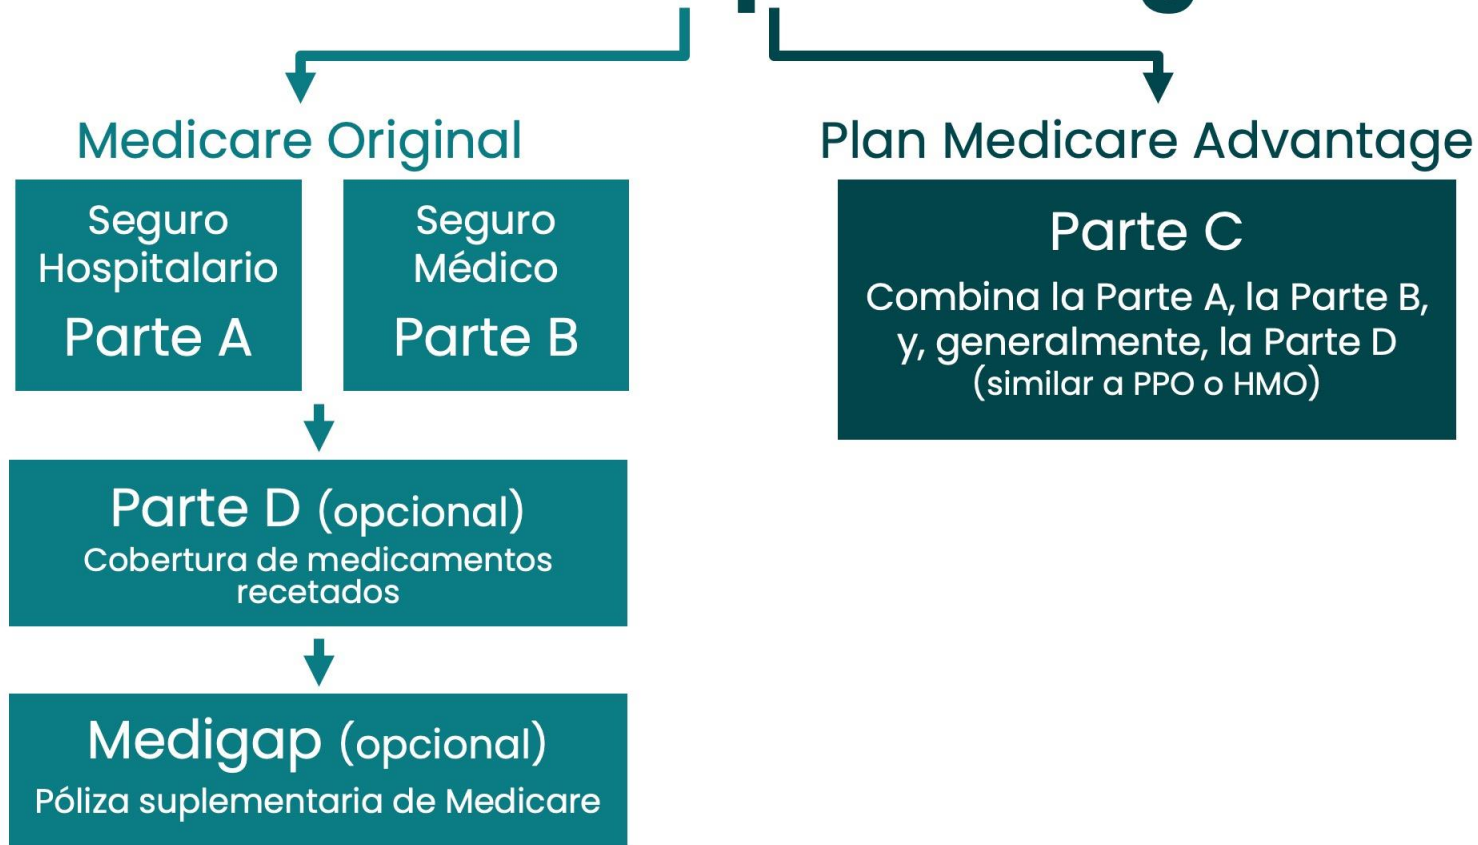 Medicare Original
Seguro
Hospitalario
Parte A
Seguro
Médico
Parte B
Parte D (opcional)
Cobertura de medicamentos
recetados
Medigap (opcional)
Póliza suplementaria de Medicare
Plan Medicare Advantage
Parte C
Combina la Parte A, la Parte B,
y, generalmente, la Parte D
(similar a PPO o HMO)